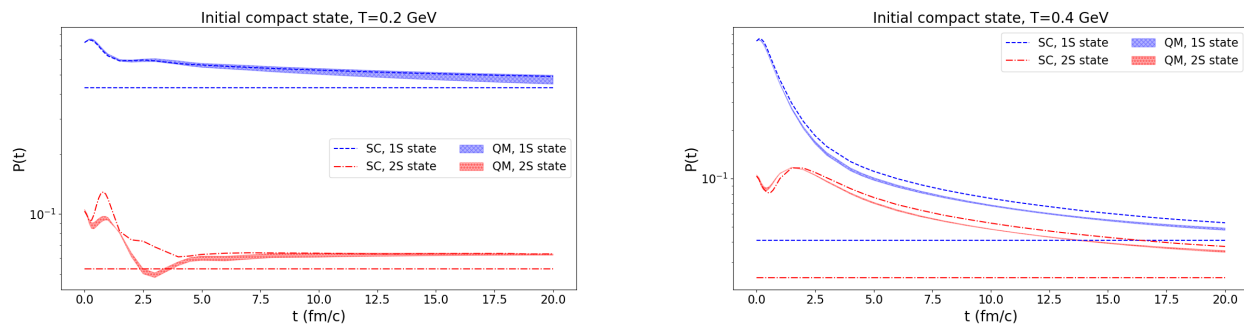 Initial compact state, T=0.2 GeV
P(t)
10⁻¹
SC, 1S state
SC, 2S state
QM, 1S state
QM, 2S state
0.0 2.5 5.0 7.5 10.0 12.5 15.0 17.5 20.0
t (fm/c)
Initial compact state, T=0.4 GeV
P(t)
10⁻¹
SC, 1S state
SC, 2S state
QM, 1S state
QM, 2S state
0.0 2.5 5.0 7.5 10.0 12.5 15.0 17.5 20.0
t (fm/c)